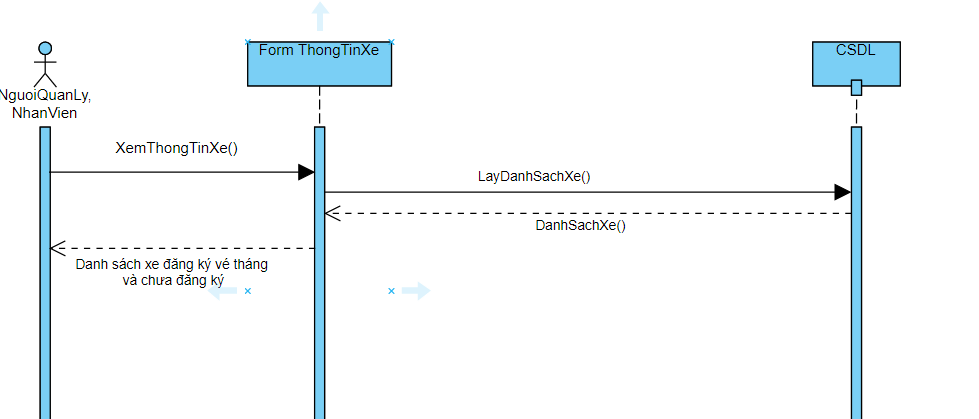 Form ThongTinXe
CSDL
NguoiQuanLy,
NhanVien
XemThongTinXe()
LayDanhSachXe()
DanhSachXe()
Danh sách xe đăng ký vé tháng
và chưa đăng ký